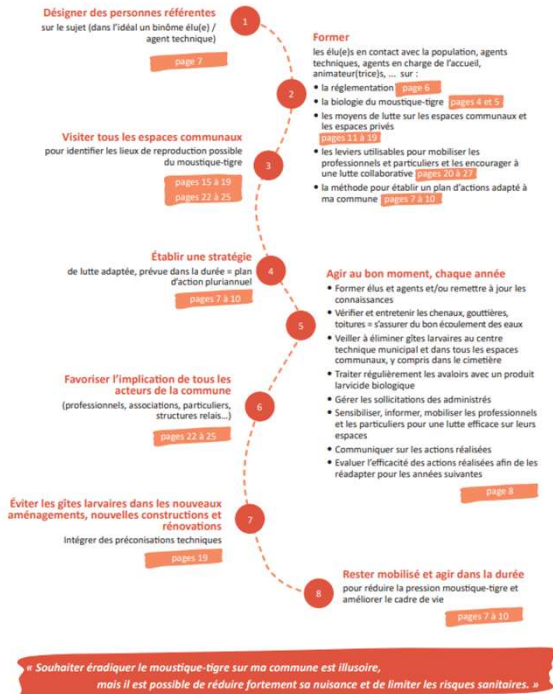 Désigner des personnes référentes
sur le sujet (dans l'idéal un binôme élu(e) /
agent technique)
page 7
1
Former
les élu(e)s en contact avec la population, agents
techniques, agents en charge de l'accueil,
animateur(trice)s, ... sur :
• la réglementation page 6
• la biologie du moustique-tigre pages 4 et 5
• les moyens de lutte sur les espaces communaux et
les espaces privés
pages 11 à 19
• les leviers utilisables pour mobiliser les
professionnels et particuliers et les encourager à
une lutte collaborative pages 20 à 27
• la méthode pour établir un plan d'actions adapté à
ma commune pages 7 à 10
2
Visiter tous les espaces communaux
pour identifier les lieux de reproduction possible
du moustique-tigre
pages 15 à 19
pages 22 à 25
3
Établir une stratégie
de lutte adaptée, prévue dans la durée = plan
d'action pluriannuel
pages 7 à 10
4
Agir au bon moment, chaque année
• Former élus et agents et/ou remettre à jour les
connaissances
• Vérifier et entretenir les chenaux, gouttières,
toitures = s'assurer du bon écoulement des eaux
• Veiller à éliminer gîtes larvaires au centre
technique municipal et dans tous les espaces
communaux, y compris dans le cimetière
• Traiter régulièrement les avaloirs avec un produit
larvicide biologique
• Gérer les sollicitations des administrés
• Sensibiliser, informer, mobiliser les professionnels
et les particuliers pour une lutte efficace sur leurs
espaces
• Communiquer sur les actions réalisées
• Evaluer l'efficacité des actions réalisées afin de les
réadapter pour les années suivantes
page 8
5
Favoriser l'implication de tous les
acteurs de la commune
(professionnels, associations, particuliers,
structures relais...)
pages 22 à 25
6
Éviter les gîtes larvaires dans les nouveaux
aménagements, nouvelles constructions et
rénovations
Intégrer des préconisations techniques
page 19
7
8
Rester mobilisé et agir dans la durée
pour réduire la pression moustique-tigre et
améliorer le cadre de vie
pages 7 à 10
« Souhaiter éradiquer le moustique-tigre sur ma commune est illusoire,
mais il est possible de réduire fortement sa nuisance et de limiter les risques sanitaires. »